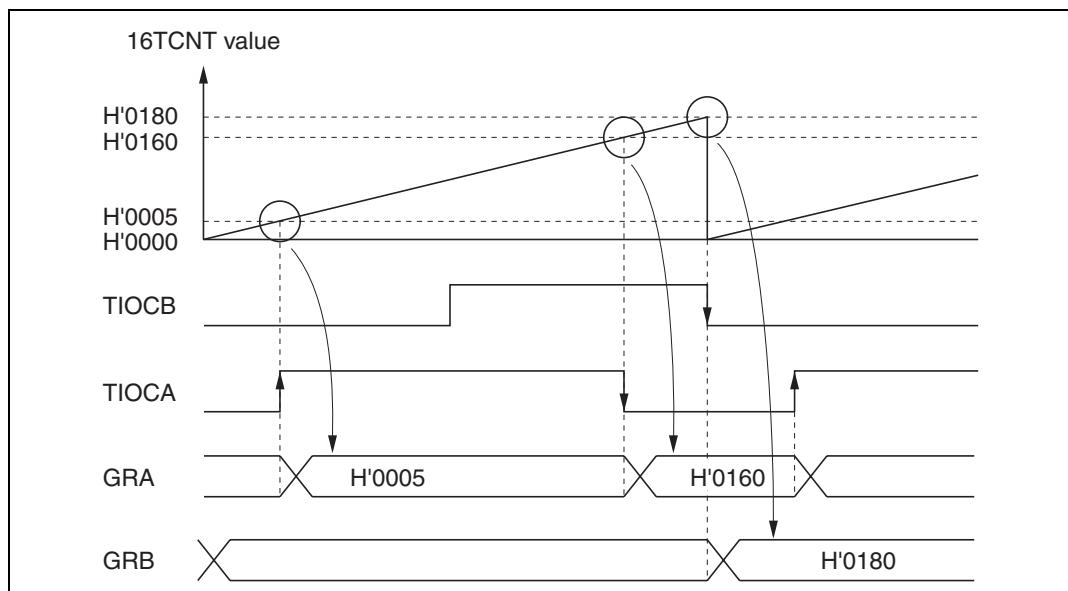 16TCNT value
H'0180
H'0160
H'0005
H'0000
TIOCB
TIOCA
GRA
H'0005
H'0160
GRB
H'0180